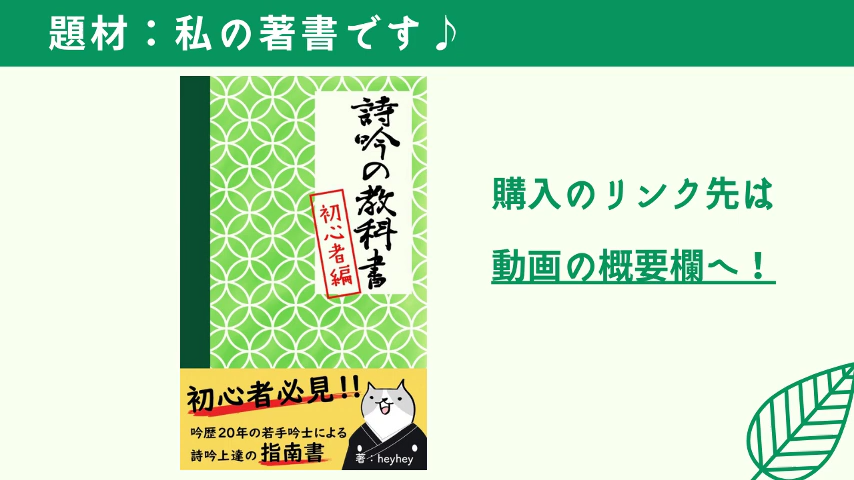 題材：私の著書です♪
詩吟の教科書
初心者編
初心者必見!!
吟歴20年の若手吟士による
詩吟上達の指南書
著：heyhey
購入のリンク先は
動画の概要欄へ！